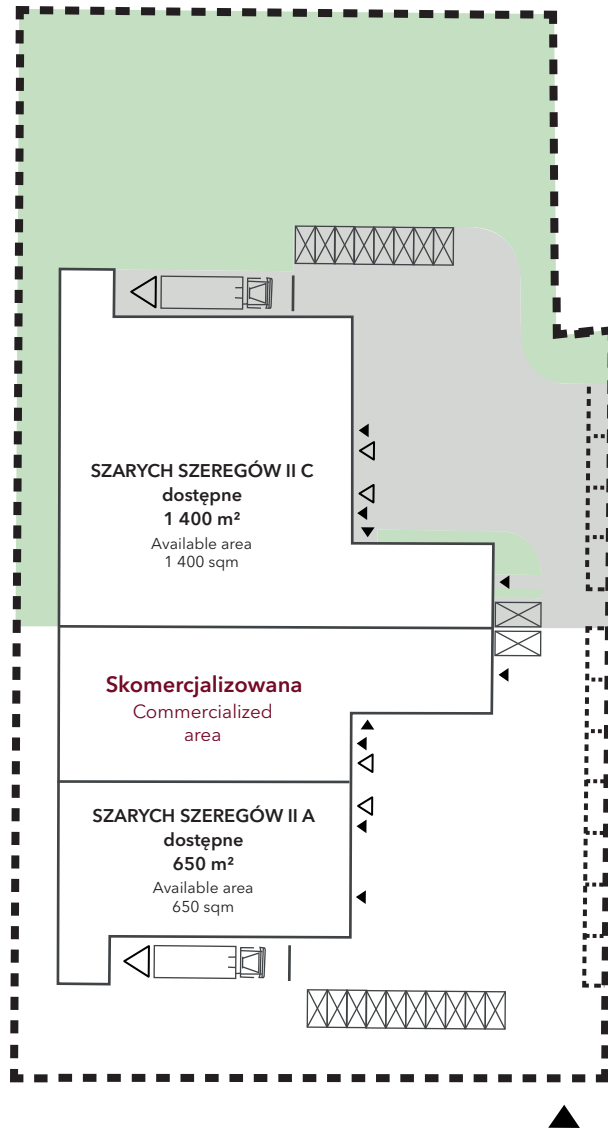 SZARYCH SZEREGÓW II C
dostępne
1 400 m²
Available area
1 400 sqm
Skomercjalizowana
Commercialized
area
SZARYCH SZEREGÓW II A
dostępne
650 m²
Available area
650 sqm